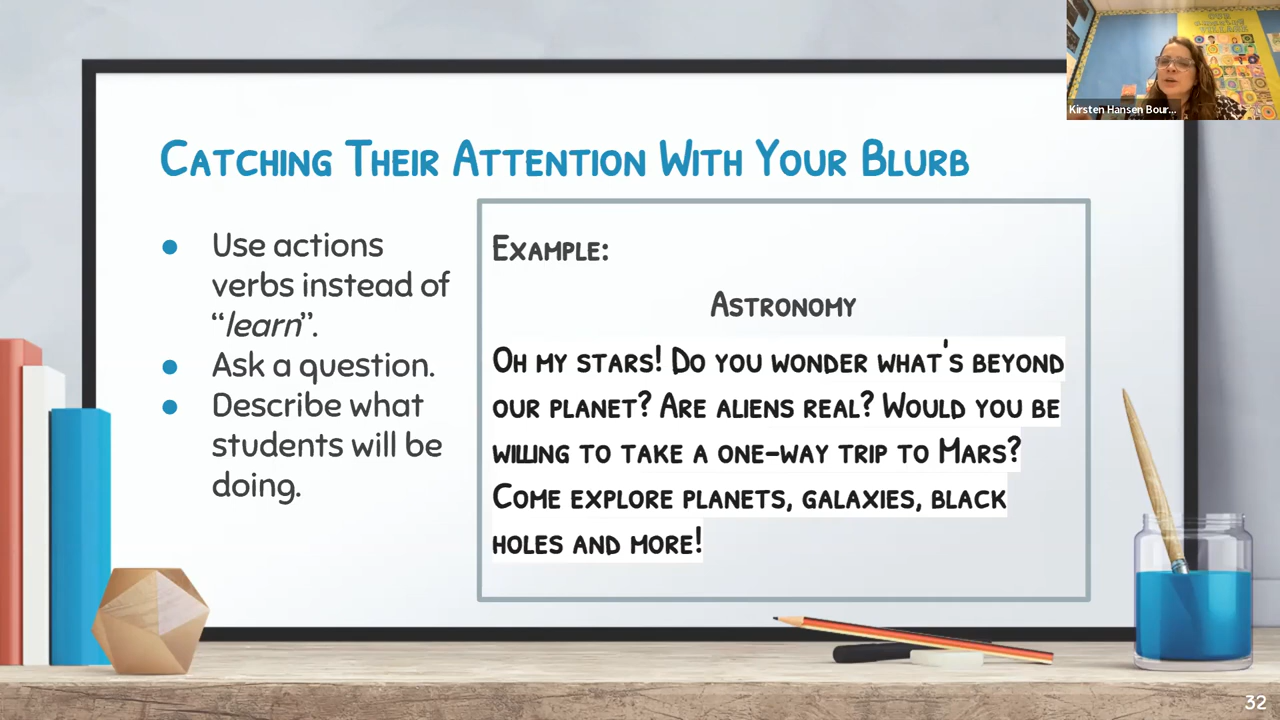 Catching Their Attention With Your Blurb
Use actions
verbs instead of
“learn”.
Ask a question.
Describe what
students will be
doing.
Example:
Astronomy
Oh my stars! Do you wonder what's beyond
our planet? Are aliens real? Would you be
willing to take a one-way trip to Mars?
Come explore planets, galaxies, black
holes and more!
Kirsten Hansen Bour...
32